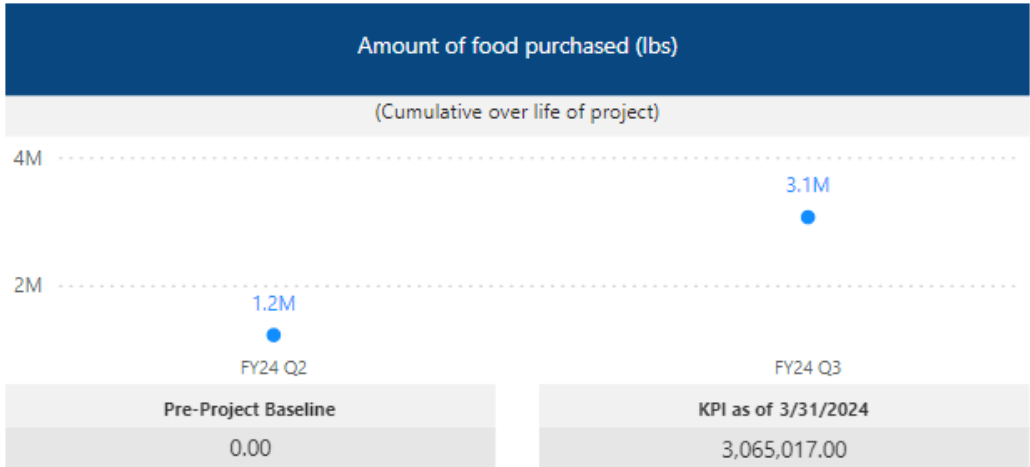 Amount of food purchased (lbs)
(Cumulative over life of project)
4M
3.1M
2M
1.2M
FY24 Q2 FY24 Q3
Pre-Project Baseline KPI as of 3/31/2024
0.00 3,065,017.00